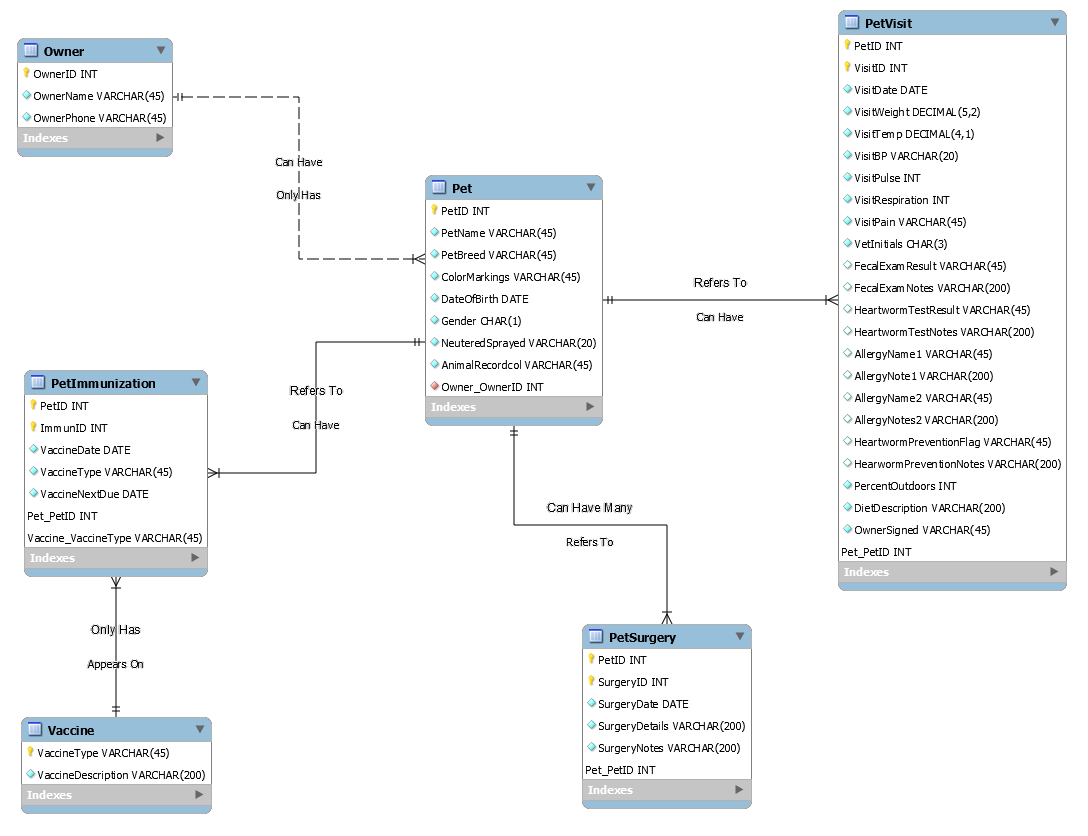 Owner
OwnerID INT
OwnerName VARCHAR(45)
OwnerPhone VARCHAR(45)
Indexes
Can Have
Only Has
Pet
PetID INT
PetName VARCHAR(45)
PetBreed VARCHAR(45)
ColorMarkings VARCHAR(45)
DateOfBirth DATE
Gender CHAR(1)
NeuteredSprayed VARCHAR(20)
AnimalRecordcol VARCHAR(45)
Owner_OwnerID INT
Indexes
Refers To
Can Have
PetVisit
PetID INT
VisitID INT
VisitDate DATE
VisitWeight DECIMAL(5,2)
VisitTemp DECIMAL(4,1)
VisitBP VARCHAR(20)
VisitPulse INT
VisitRespiration INT
VisitPain VARCHAR(45)
VetInitials CHAR(3)
FecalExamResult VARCHAR(45)
FecalExamNotes VARCHAR(200)
HeartwormTestResult VARCHAR(45)
HeartwormTestNotes VARCHAR(200)
AllergyName1 VARCHAR(45)
AllergyNote1 VARCHAR(200)
AllergyName2 VARCHAR(45)
AllergyNotes2 VARCHAR(200)
HeartwormPreventionFlag VARCHAR(45)
HearwormPreventionNotes VARCHAR(200)
PercentOutdoors INT
DietDescription VARCHAR(200)
OwnerSigned VARCHAR(45)
Pet_PetID INT
Indexes
Refers To
Can Have
PetImmunization
PetID INT
ImmunID INT
VaccineDate DATE
VaccineType VARCHAR(45)
VaccineNextDue DATE
Pet_PetID INT
Vaccine_VaccineType VARCHAR(45)
Indexes
Can Have Many
Refers To
Only Has
Appears On
PetSurgery
PetID INT
SurgeryID INT
SurgeryDate DATE
SurgeryDetails VARCHAR(200)
SurgeryNotes VARCHAR(200)
Pet_PetID INT
Indexes
Vaccine
VaccineType VARCHAR(45)
VaccineDescription VARCHAR(200)
Indexes